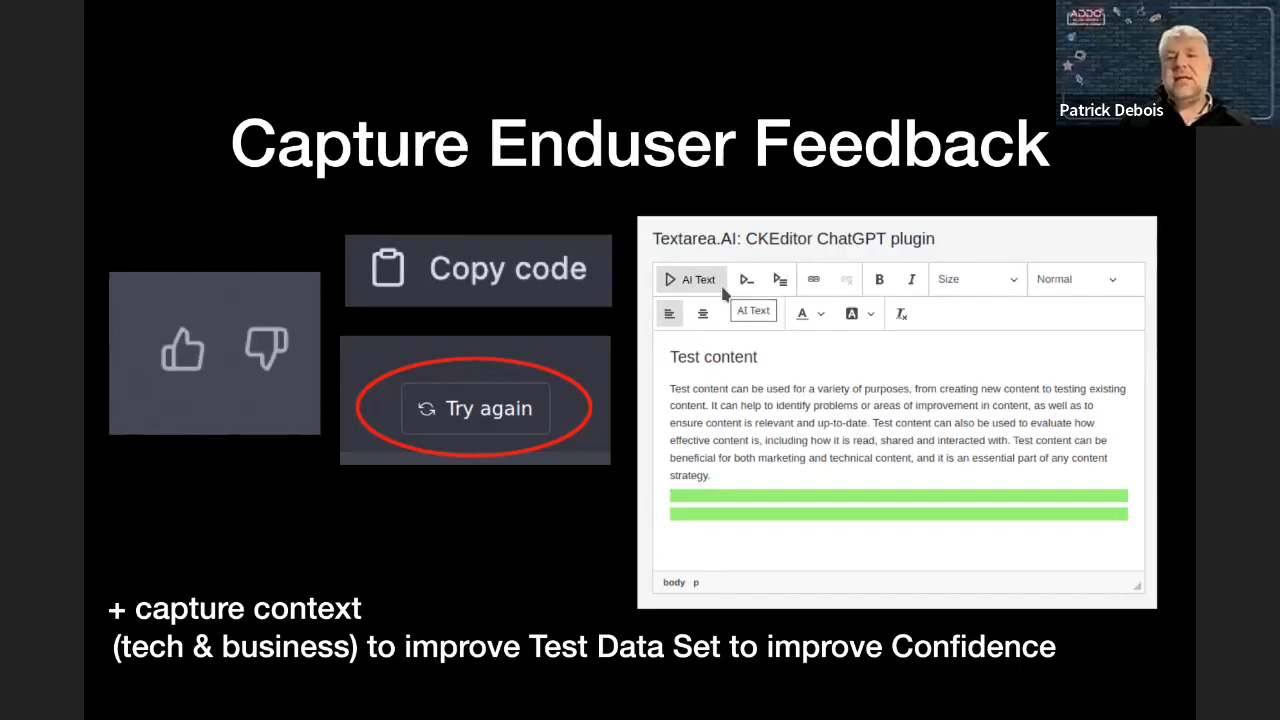 ADDO
Patrick Debois
Capture Enduser Feedback
Copy code
Try again
Textarea.AI: CKEditor ChatGPT plugin
AI Text
B I Size Normal
AI Text
A A Tx
Test content
Test content can be used for a variety of purposes, from creating new content to testing existing
content. It can help to identify problems or areas of improvement in content, as well as to
ensure content is relevant and up-to-date. Test content can also be used to evaluate how
effective content is, including how it is read, shared and interacted with. Test content can be
beneficial for both marketing and technical content, and it is an essential part of any content
strategy.
body p
+ capture context
(tech & business) to improve Test Data Set to improve Confidence